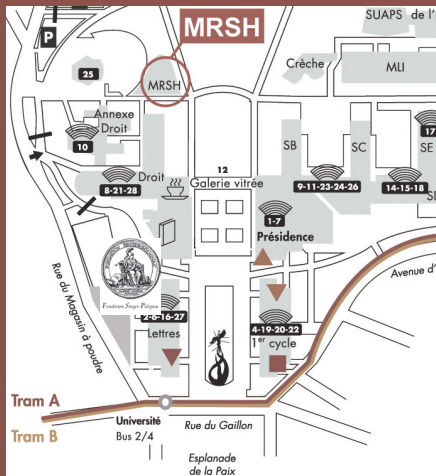 MRSH
SUAPS de l'
P
Crèche
MLI
25
MRSH
Annexe
Droit
10
17
12
SB
SC
SE
Droit
8-21-28
Galerie vitrée
9-11-23-24-26
14-15-18
1-7
Présidence
Rue du Magasin à poudre
Avenue d'
Fondation Singer-Polignac
2-6-16-27
4-19-20-22
Lettres
1er cycle
Tram A
Tram B
Université
Bus 2/4
Rue du Gaillon
Esplanade
de la Paix